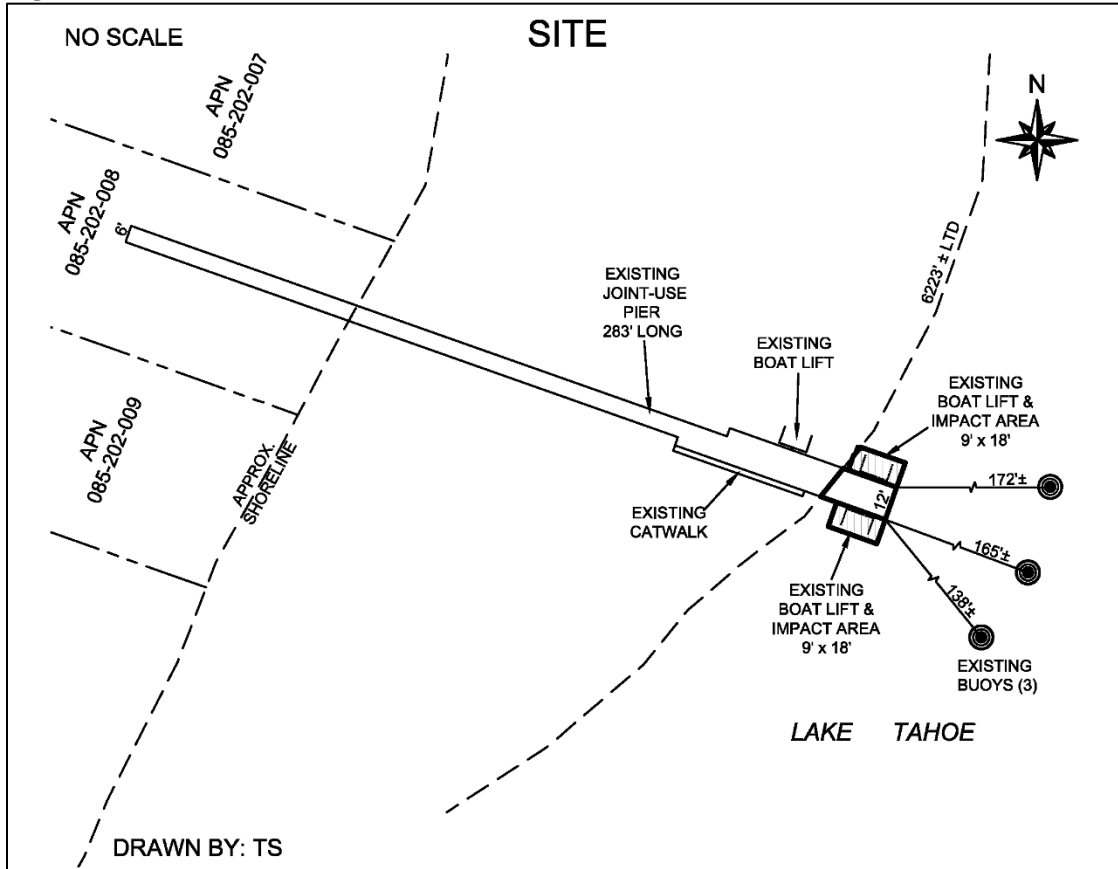 NO SCALE
SITE
N
APN
085-202-007
APN
085-202-008
6'
APN
085-202-009
APPROX.
SHORELINE
EXISTING
JOINT-USE
PIER
283' LONG
EXISTING
BOAT LIFT
6223' ± LTD
EXISTING
BOAT LIFT &
IMPACT AREA
9' x 18'
12'
172'±
165'±
138'±
EXISTING
CATWALK
EXISTING
BOAT LIFT &
IMPACT AREA
9' x 18'
EXISTING
BUOYS (3)
LAKE TAHOE
DRAWN BY: TS